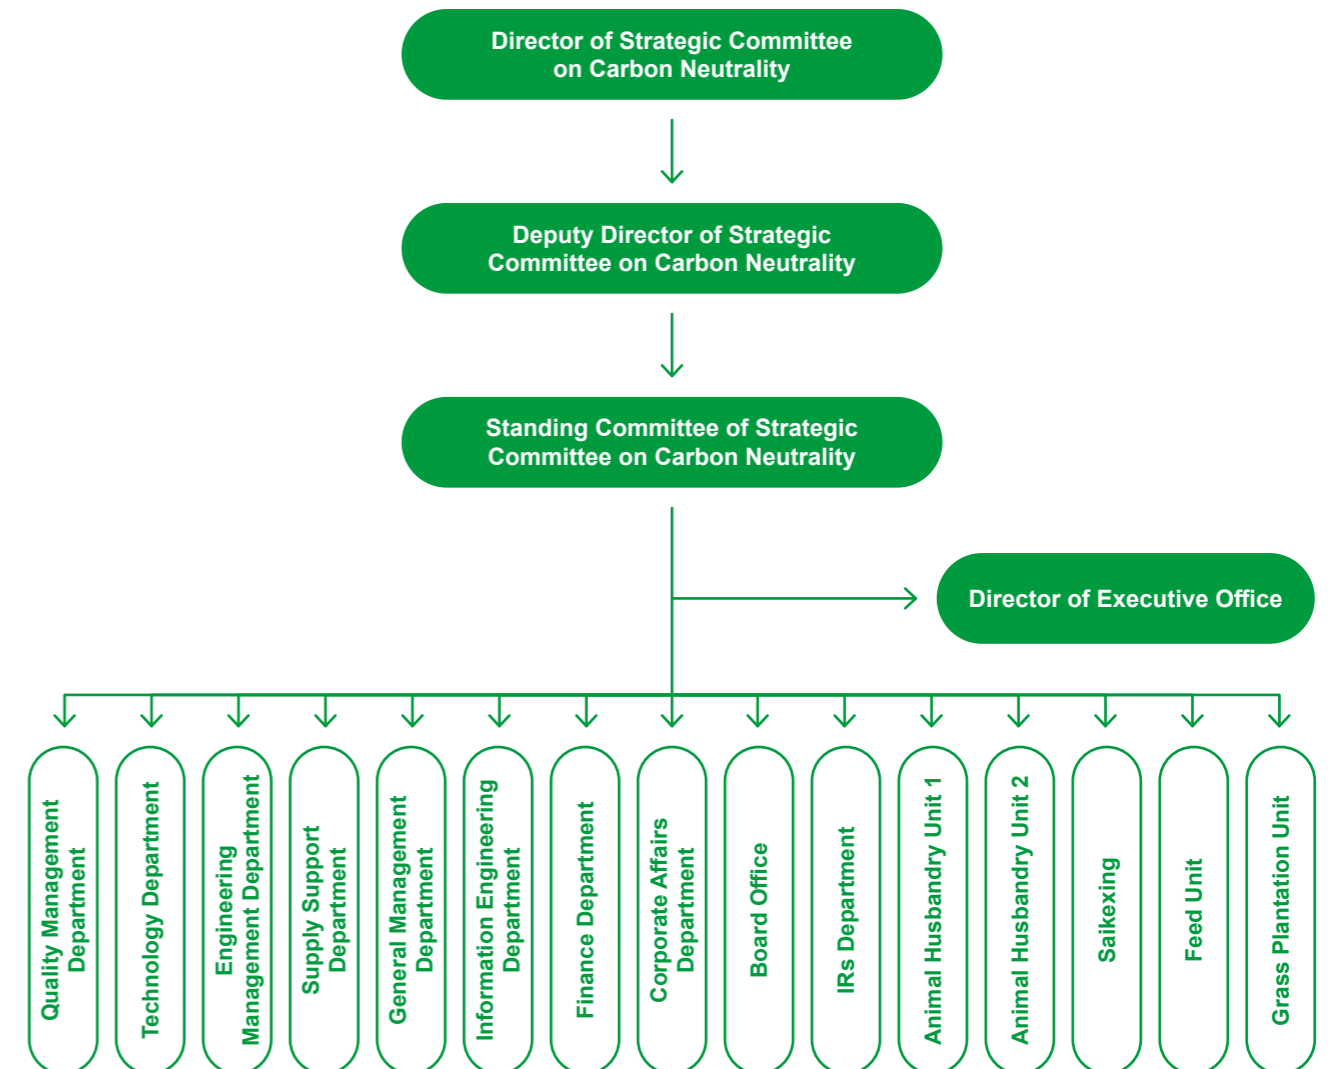 Director of Strategic Committee
on Carbon Neutrality
Deputy Director of Strategic
Committee on Carbon Neutrality
Standing Committee of Strategic
Committee on Carbon Neutrality
Director of Executive Office
Quality Management
Department
Technology Department
Engineering
Management Department
Supply Support
Department
General Management
Department
Information Engineering
Department
Finance Department
Corporate Affairs
Department
Board Office
IRs Department
Animal Husbandry Unit 1
Animal Husbandry Unit 2
Saikexing
Feed Unit
Grass Plantation Unit